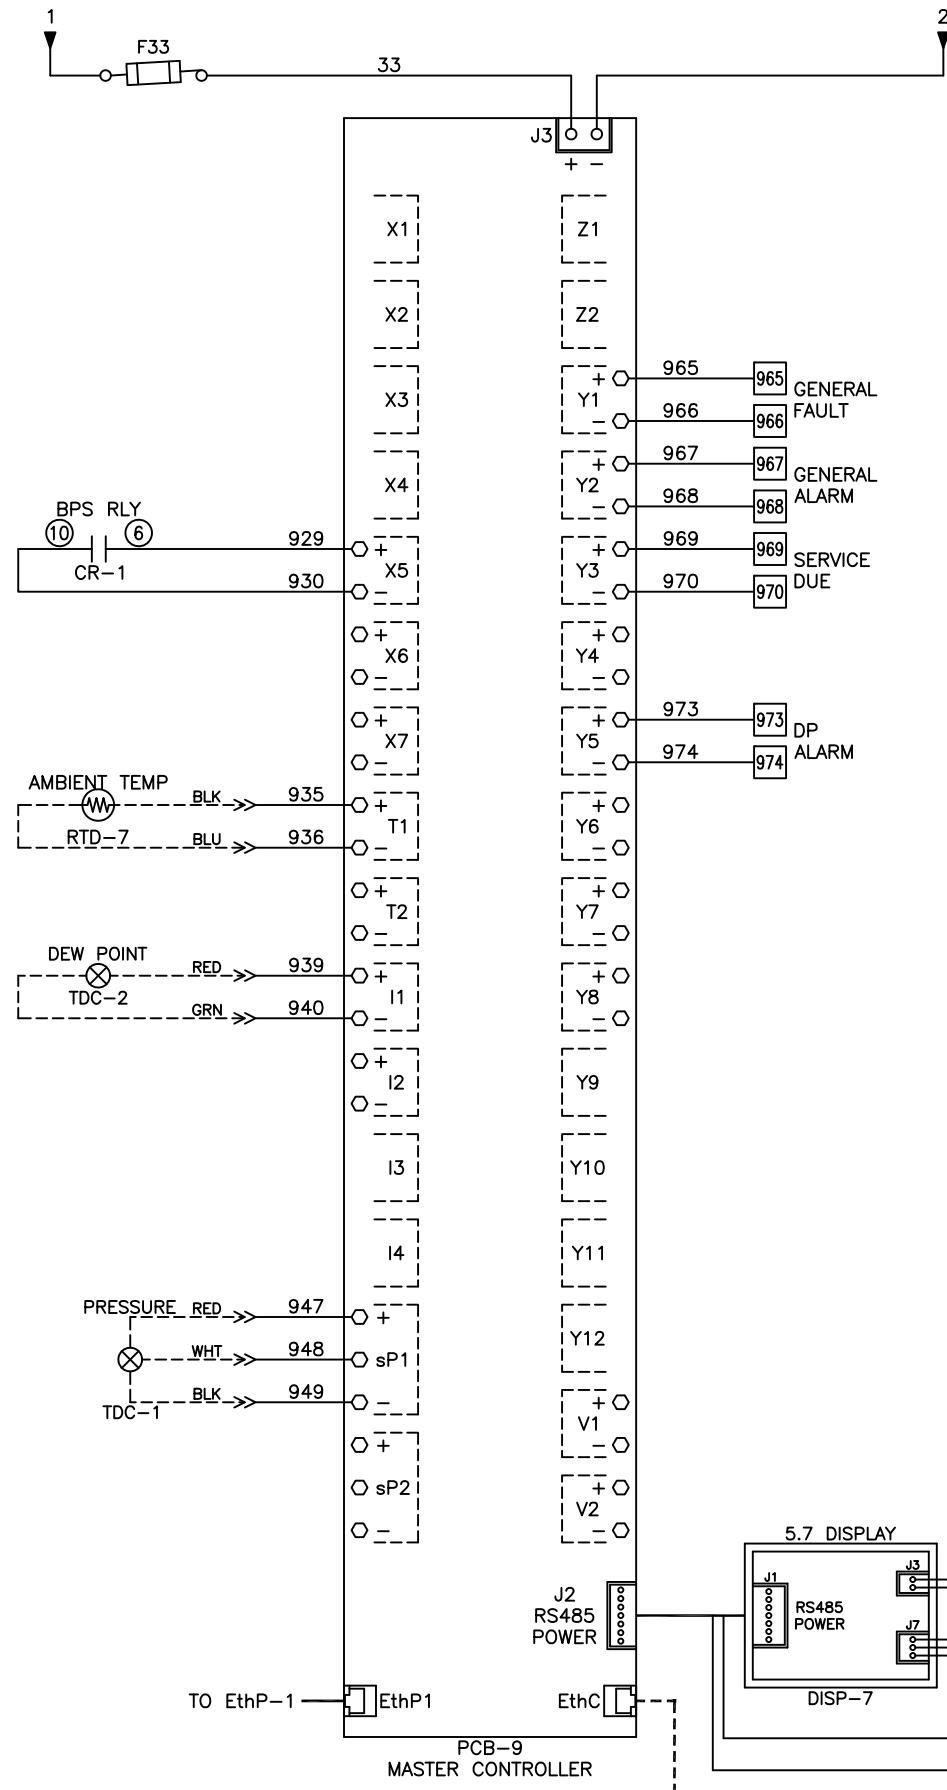 1
2
F33
33
J3
+ −
X1
Z1
X2
Z2
X3
+
Y1
−
965
965
966
966
GENERAL
FAULT
X4
+
Y2
−
967
967
968
968
GENERAL
ALARM
BPS RLY
10
6
CR−1
929
930
+
X5
−
+
Y3
−
969
969
970
970
SERVICE
DUE
+
X6
−
+
Y4
−
+
X7
−
+
Y5
−
973
973
974
974
DP
ALARM
AMBIENT TEMP
RTD−7
BLK
935
BLU
936
+
T1
−
+
Y6
−
+
T2
−
+
Y7
−
DEW POINT
TDC−2
RED
939
GRN
940
+
I1
−
+
Y8
−
+
I2
−
Y9
I3
Y10
I4
Y11
PRESSURE
RED
947
WHT
948
BLK
949
TDC−1
+
sP1
−
Y12
+
V1
−
+
sP2
−
+
V2
−
J2
RS485
POWER
5.7 DISPLAY
J1
RS485
POWER
J3
J7
DISP−7
TO EthP−1
EthP1
EthC
PCB−9
MASTER CONTROLLER